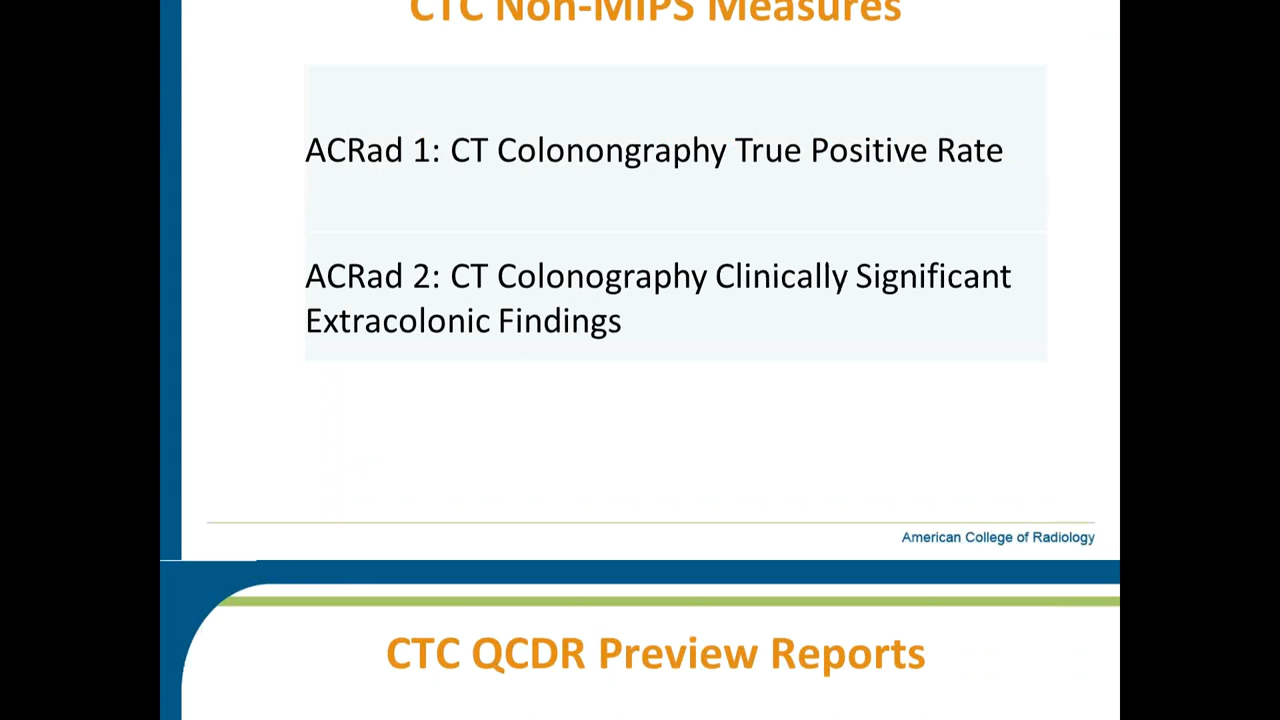 CTC Non-MIPS Measures
ACRad 1: CT Colonongraphy True Positive Rate
ACRad 2: CT Colonography Clinically Significant
Extracolonic Findings
American College of Radiology
CTC QCDR Preview Reports